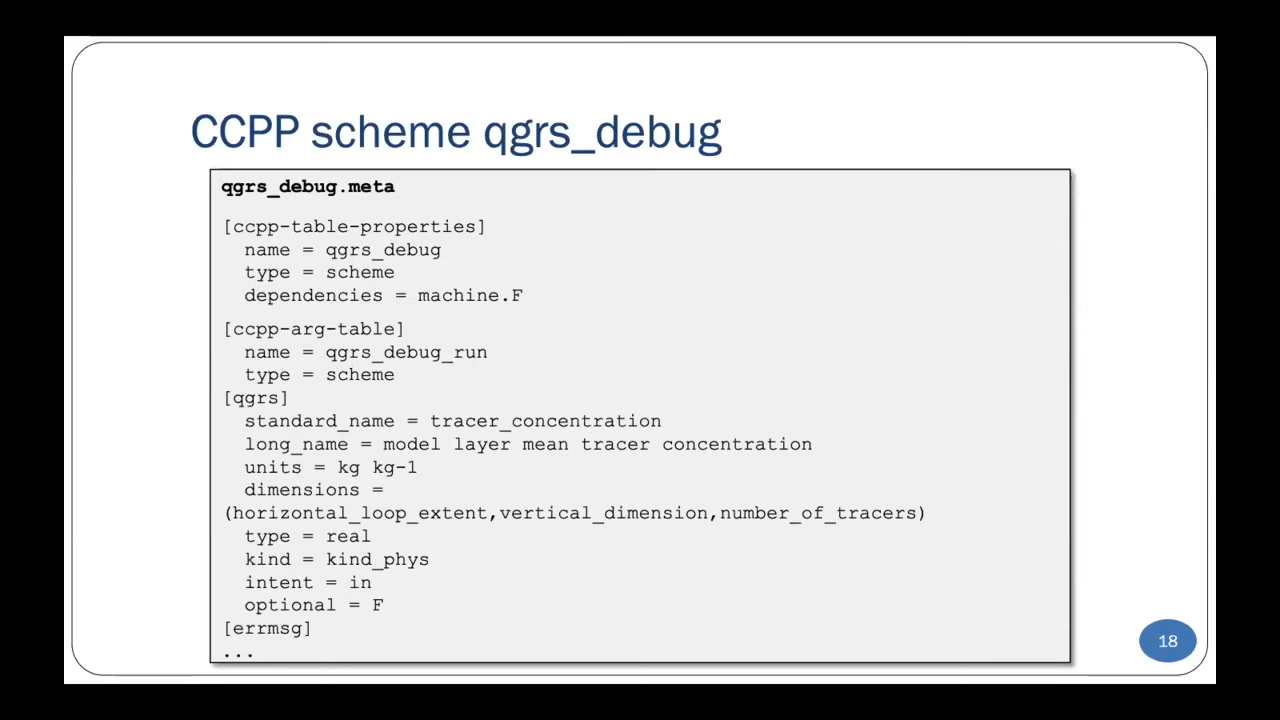 CCPP scheme qgrs_debug
qgrs_debug.meta
[ccpp-table-properties]
name = qgrs_debug
type = scheme
dependencies = machine.F
[ccpp-arg-table]
name = qgrs_debug_run
type = scheme
[qgrs]
standard_name = tracer_concentration
long_name = model layer mean tracer concentration
units = kg kg-1
dimensions =
(horizontal_loop_extent,vertical_dimension,number_of_tracers)
type = real
kind = kind_phys
intent = in
optional = F
[errmsg]
...
18